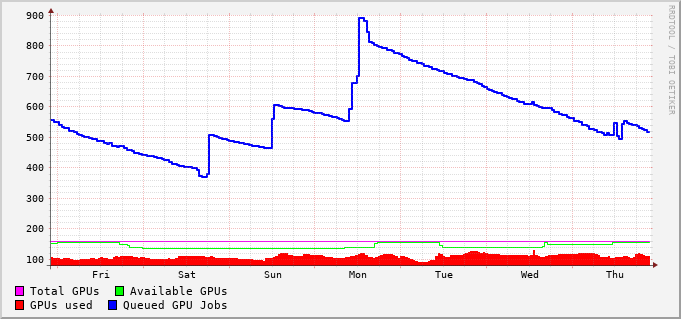 900
800
700
600
500
400
300
200
100
Fri Sat Sun Mon Tue Wed Thu
Total GPUs Available GPUs
GPUs used Queued GPU Jobs
RRDTOOL / TOBI OETIKER